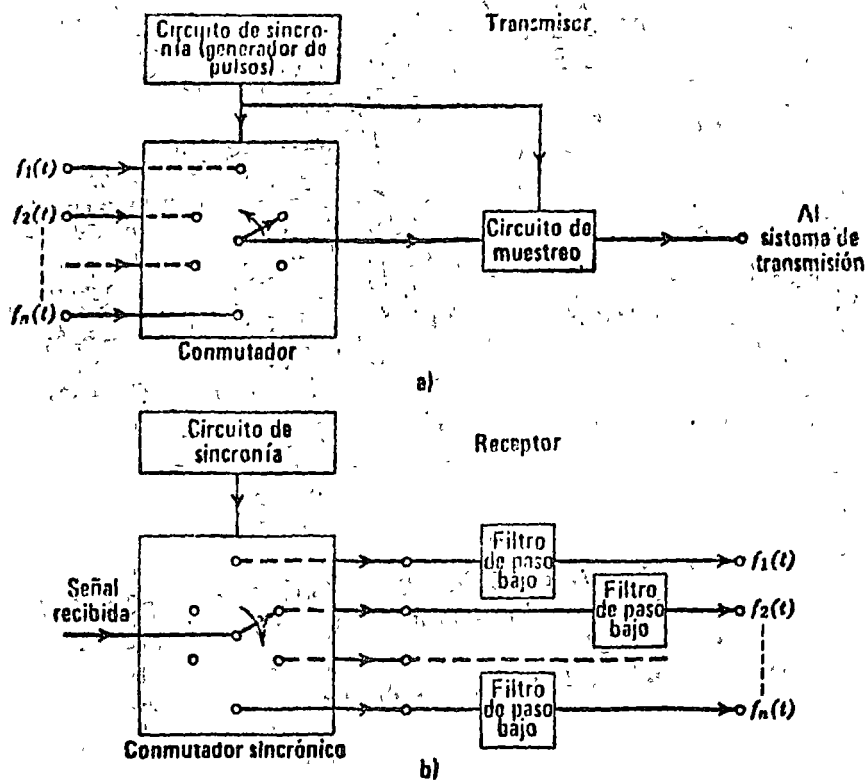 Transmisor
Circuito de sincro-
nía (generador de
pulsos)
f1(t)
f2(t)
fn(t)
Circuito de
muestreo
Al
sistema de
transmisión
Conmutador
a)
Circuito de
sincronía
Receptor
Señal
recibida
Filtro
de paso
bajo
f1(t)
Filtro
de paso
bajo
f2(t)
Filtro
de paso
bajo
fn(t)
Conmutador sincrónico
b)